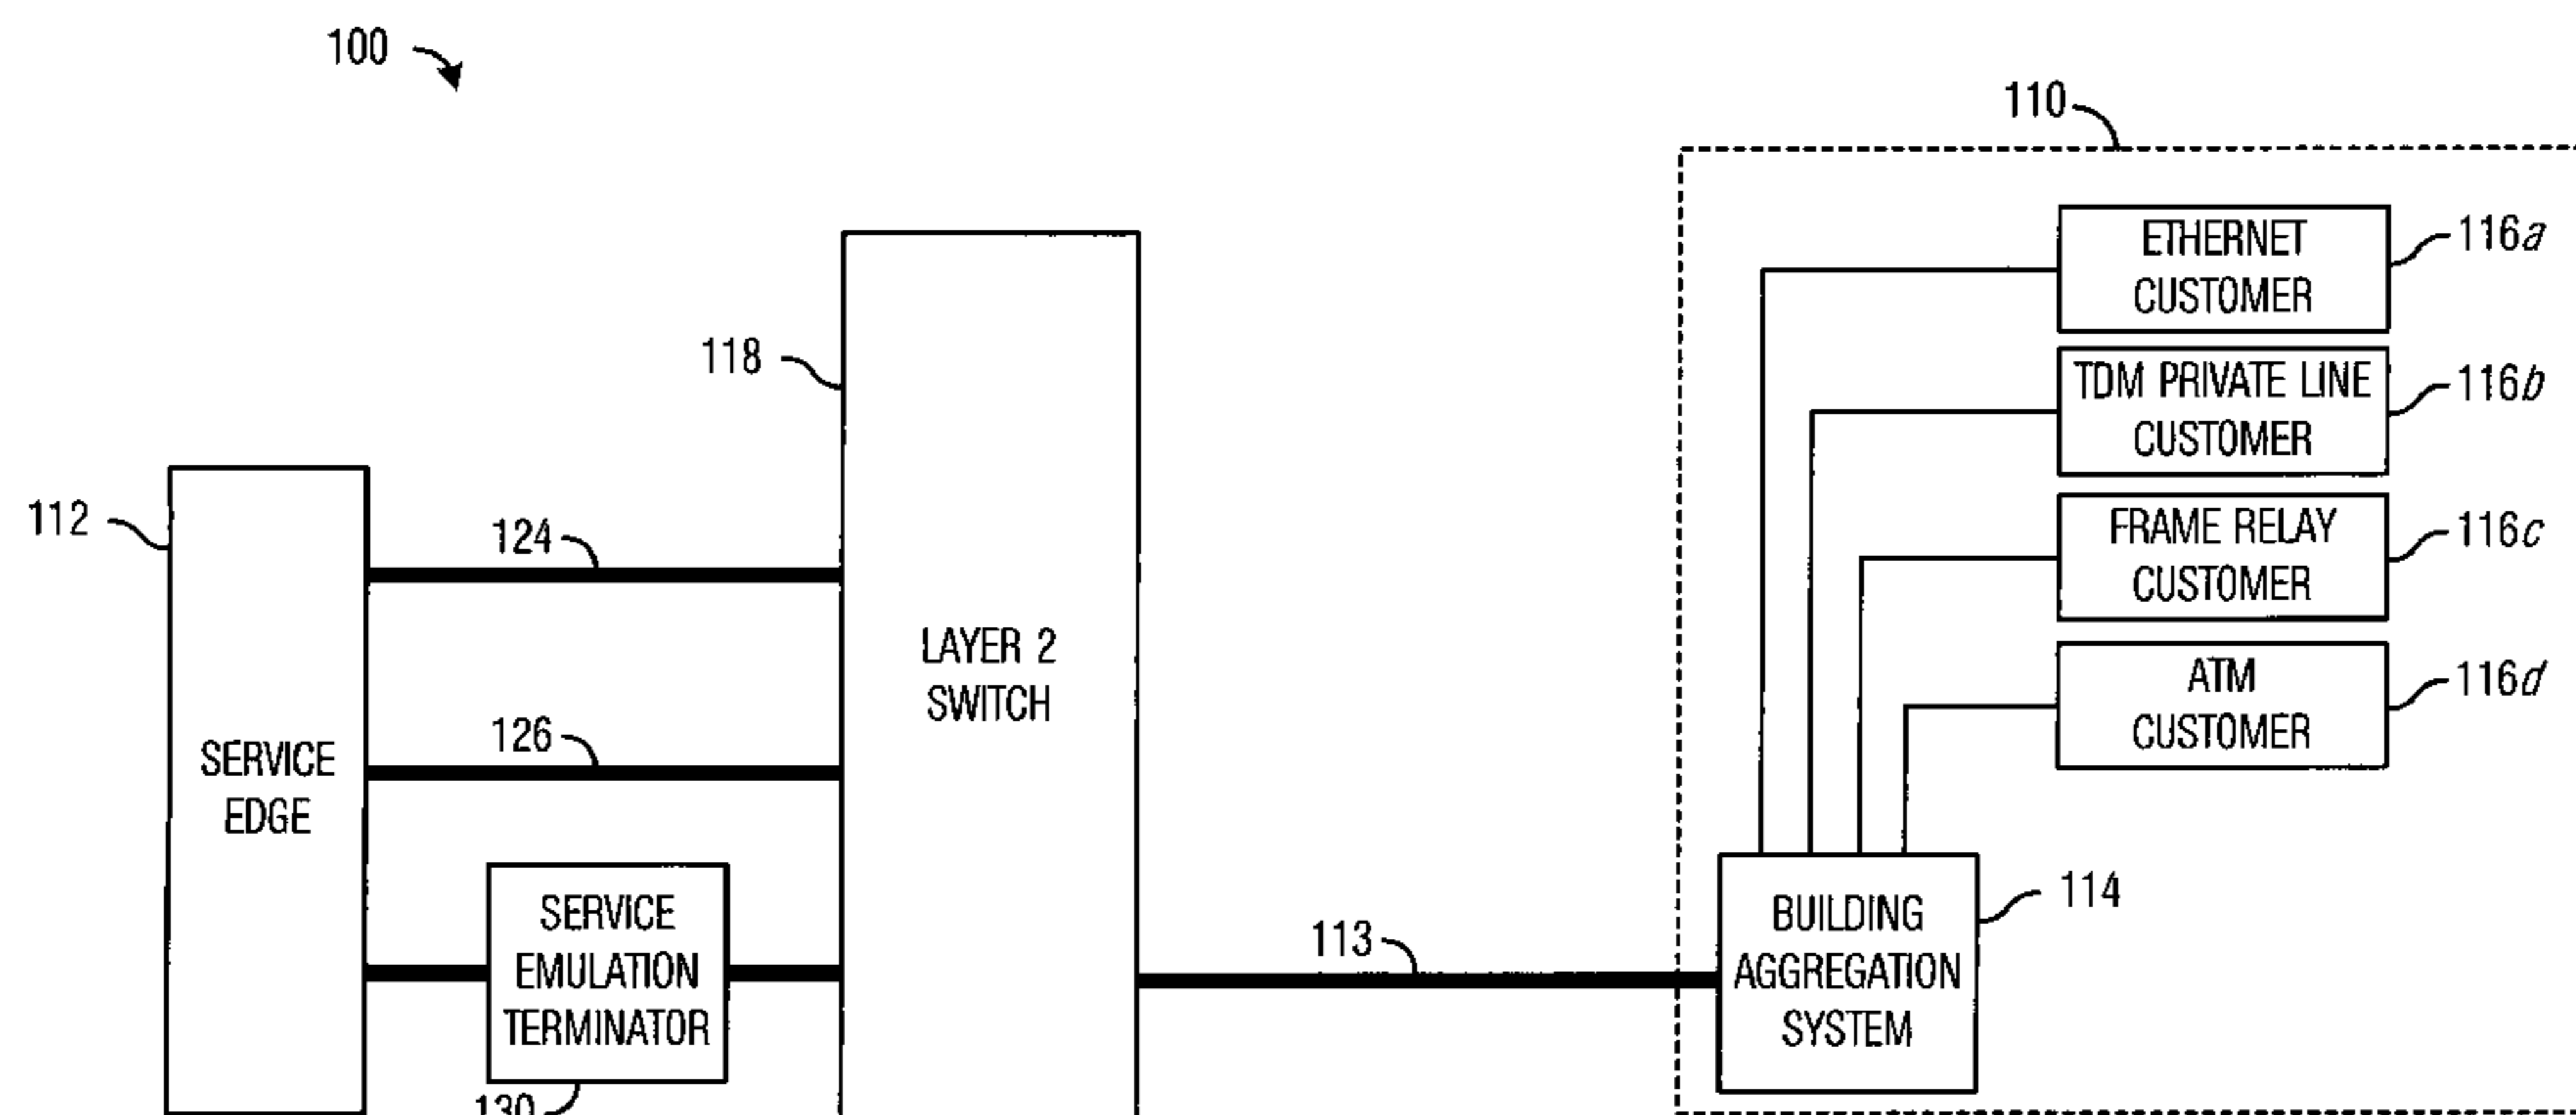 100
110
ETHERNET
CUSTOMER
116a
118
TDM PRIVATE LINE
CUSTOMER
116b
112
124
FRAME RELAY
CUSTOMER
116c
LAYER 2
SWITCH
ATM
CUSTOMER
116d
126
SERVICE
EDGE
SERVICE
EMULATION
TERMINATOR
113
BUILDING
AGGREGATION
SYSTEM
114
130